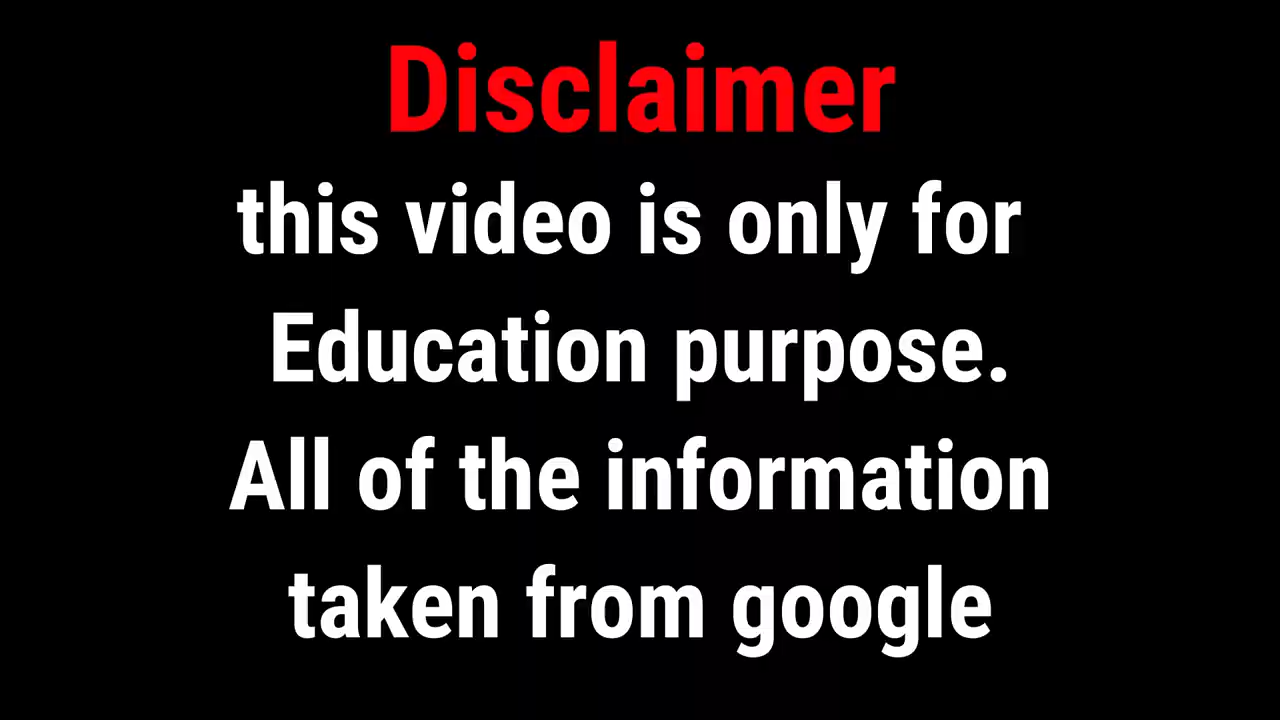 Disclaimer
this video is only for
Education purpose.
All of the information
taken from google